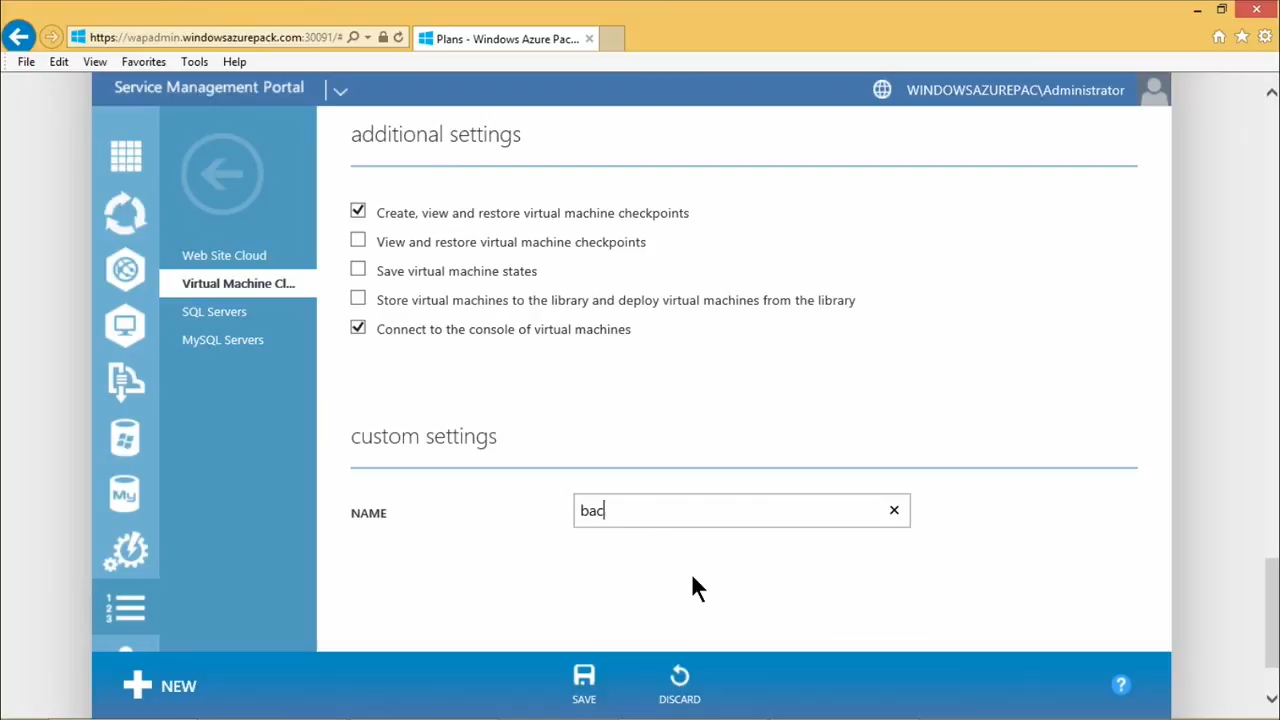 https://wapadmin.windowsazurepack.com:30091/#
Plans - Windows Azure Pac...
File Edit View Favorites Tools Help
Service Management Portal
WINDOWSAZUREPAC\Administrator
additional settings
Create, view and restore virtual machine checkpoints
View and restore virtual machine checkpoints
Save virtual machine states
Store virtual machines to the library and deploy virtual machines from the library
Connect to the console of virtual machines
Web Site Cloud
Virtual Machine Cl...
SQL Servers
MySQL Servers
My
1
2
3
custom settings
NAME
bac
NEW
SAVE
DISCARD
?